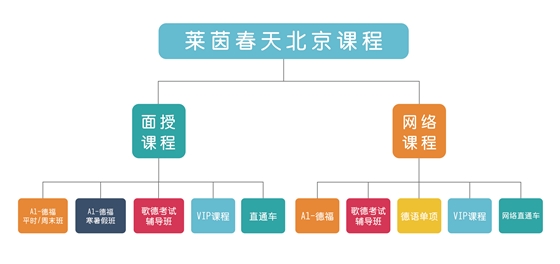 莱茵春天北京课程
面授
课程
网络
课程
A1-德福
平时/周末班
A1-德福
寒暑假班
歌德考试
辅导班
VIP课程
直通车
A1-德福
歌德考试
辅导班
德语单项
VIP课程
网络直通车